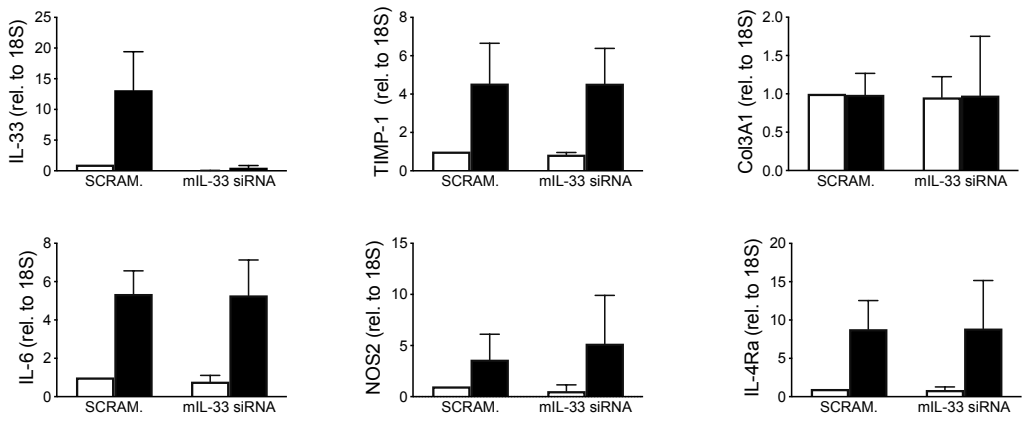 IL-33 (rel. to 18S)
25
20
15
10
5
0
SCRAM.
mIL-33 siRNA
TIMP-1 (rel. to 18S)
8
6
4
2
0
SCRAM.
mIL-33 siRNA
Col3A1 (rel. to 18S)
2.0
1.5
1.0
0.5
0.0
SCRAM.
mIL-33 siRNA
IL-6 (rel. to 18S)
8
6
4
2
0
SCRAM.
mIL-33 siRNA
NOS2 (rel. to 18S)
15
10
5
0
SCRAM.
mIL-33 siRNA
IL-4Ra (rel. to 18S)
20
15
10
5
0
SCRAM.
mIL-33 siRNA